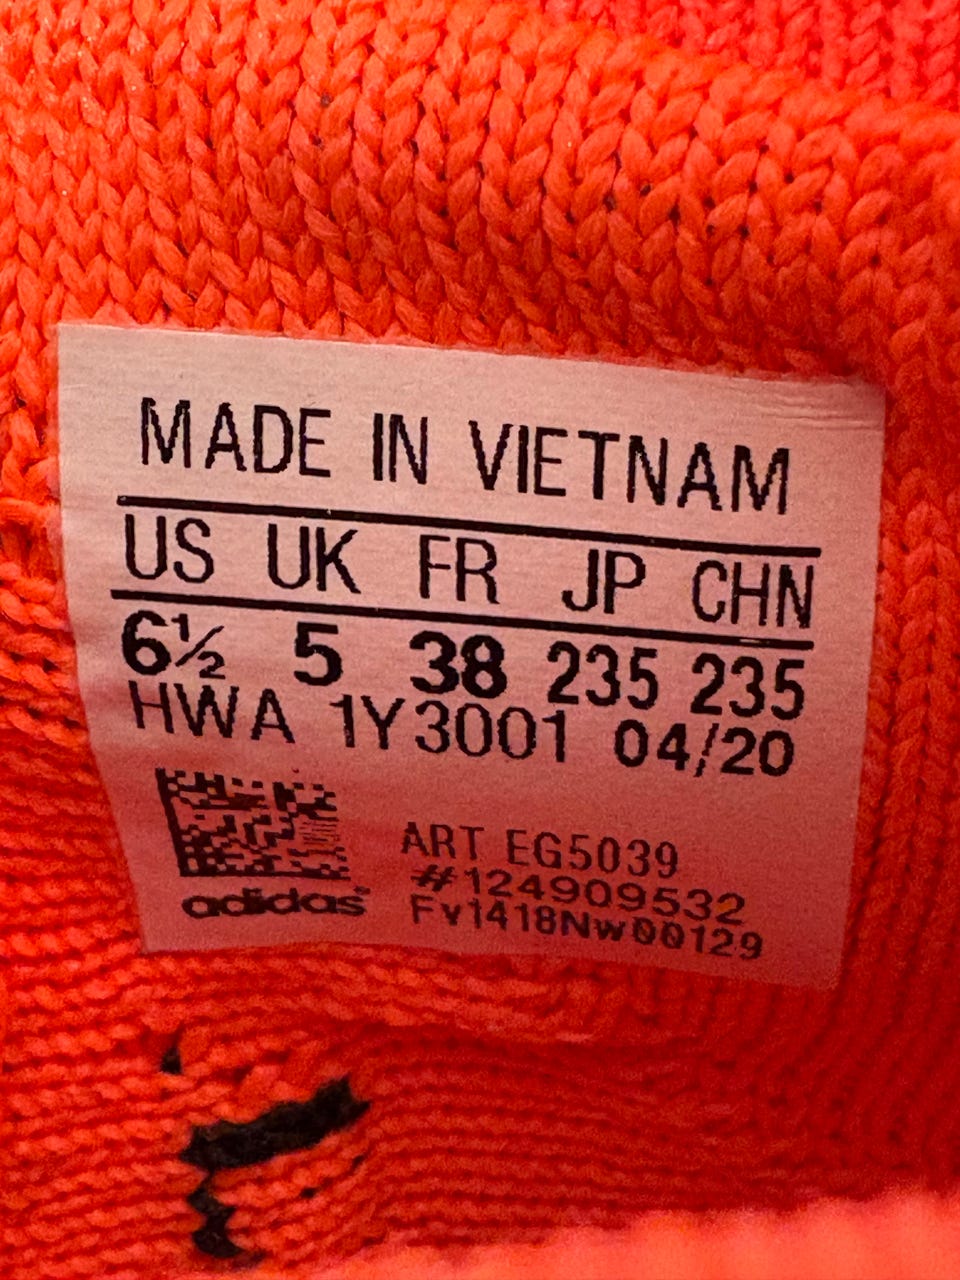 MADE IN VIETNAM
US UK FR JP CHN
6½ 5 38 235 235
HWA 1Y3001 04/20
ART EG5039
#124909532
adidas
FV1418NW00129